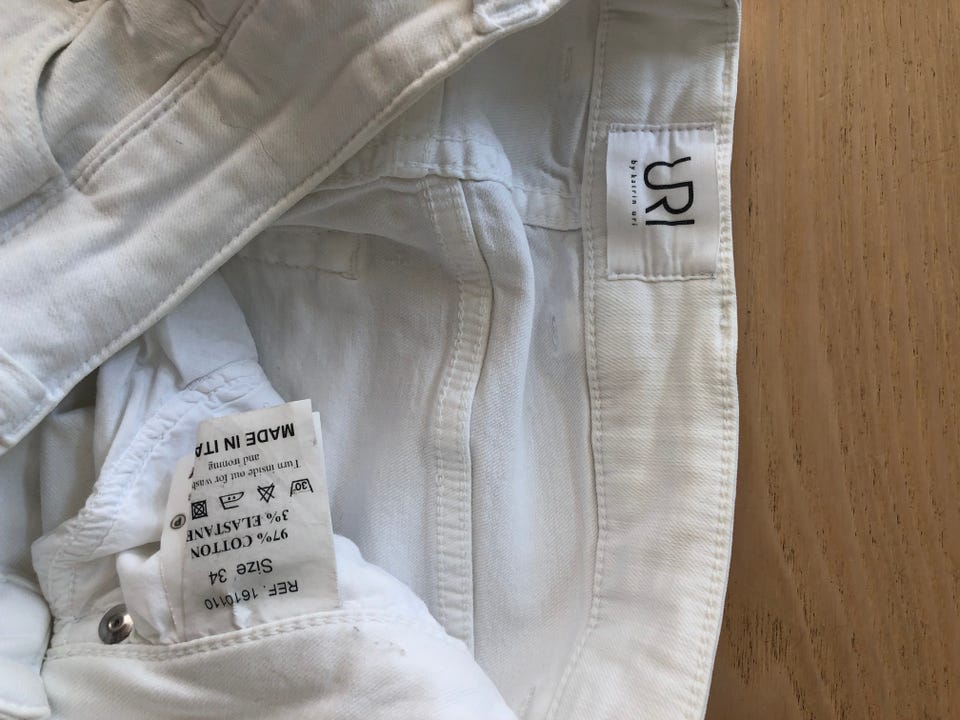 URI
by katrin uri
REF. 1610110
Size 34
97% COTTON
3% ELASTANE
30
P
Turn inside out for wash
and ironing
MADE IN ITA